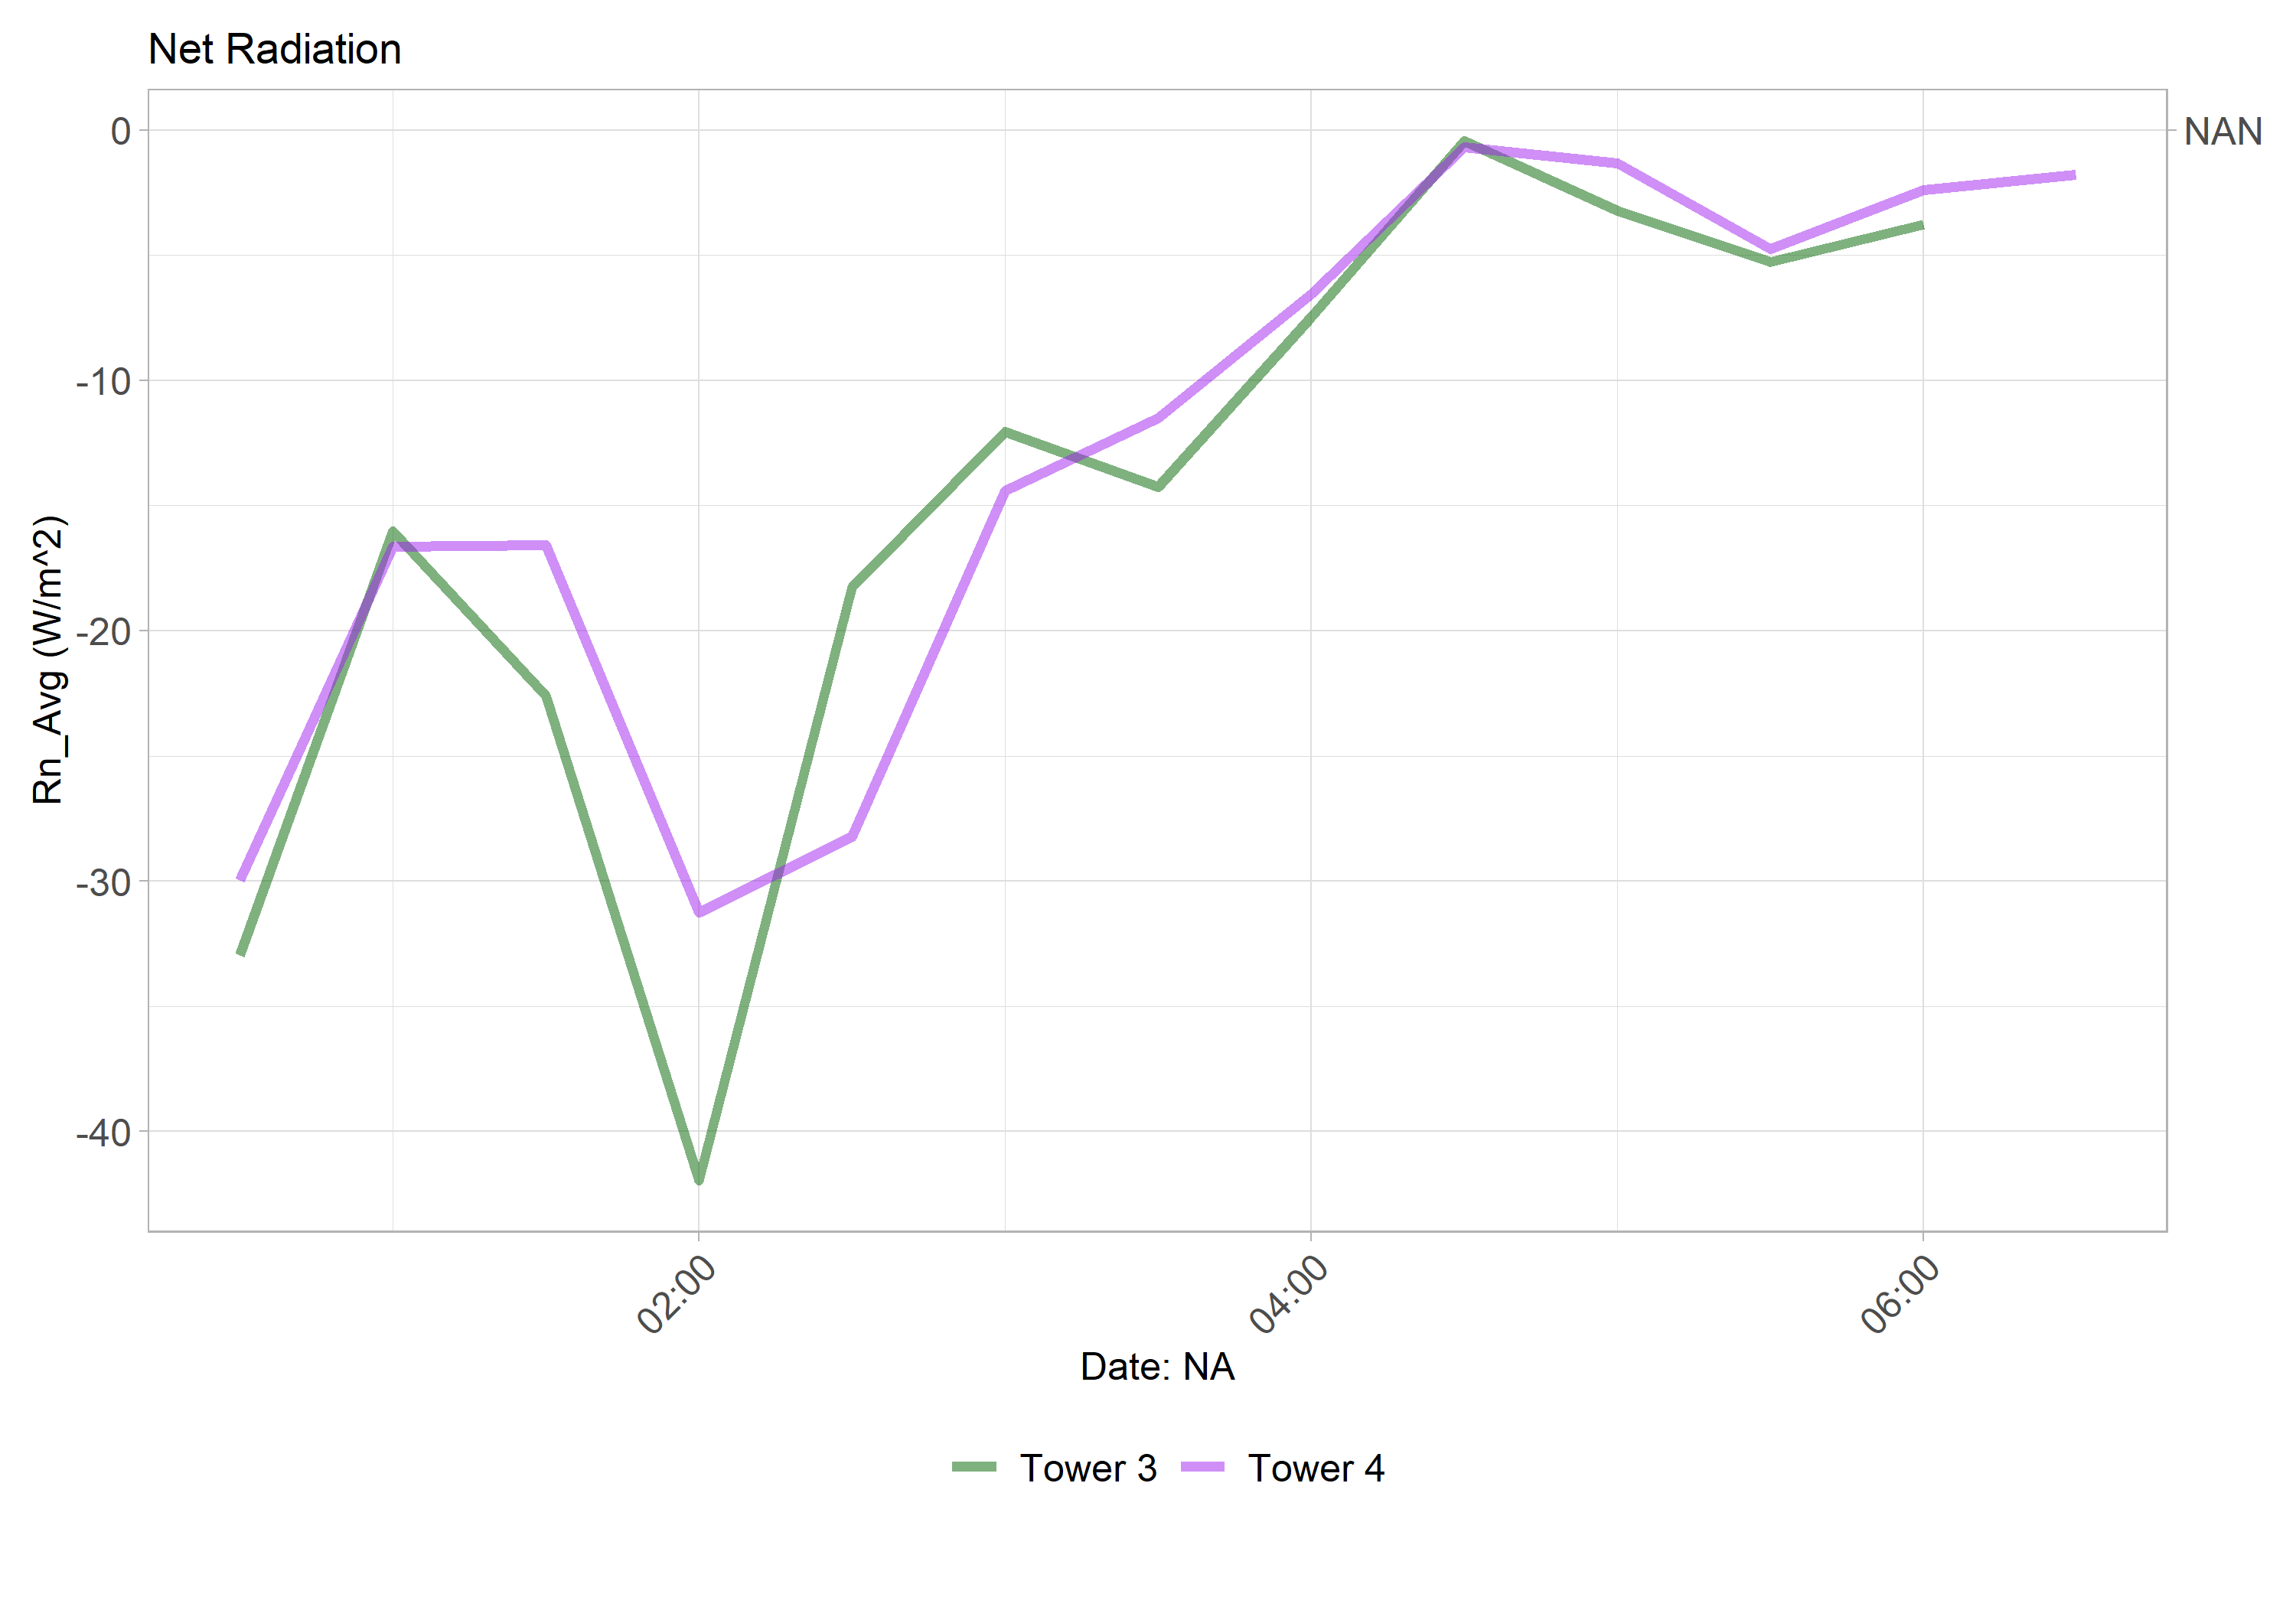 Net Radiation
0
-10
-20
-30
-40
NAN
Rn_Avg (W/m^2)
02:00
04:00
06:00
Date: NA
Tower 3
Tower 4